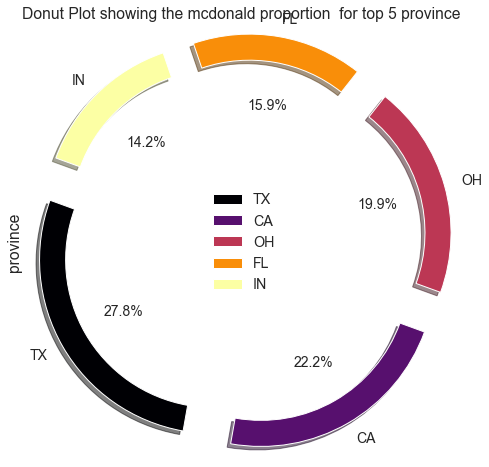 Donut Plot showing the mcdonald proportion  for top 5 province
FL
IN
15.9%
14.2%
OH
19.9%
TX
CA
OH
FL
IN
province
27.8%
22.2%
TX
CA